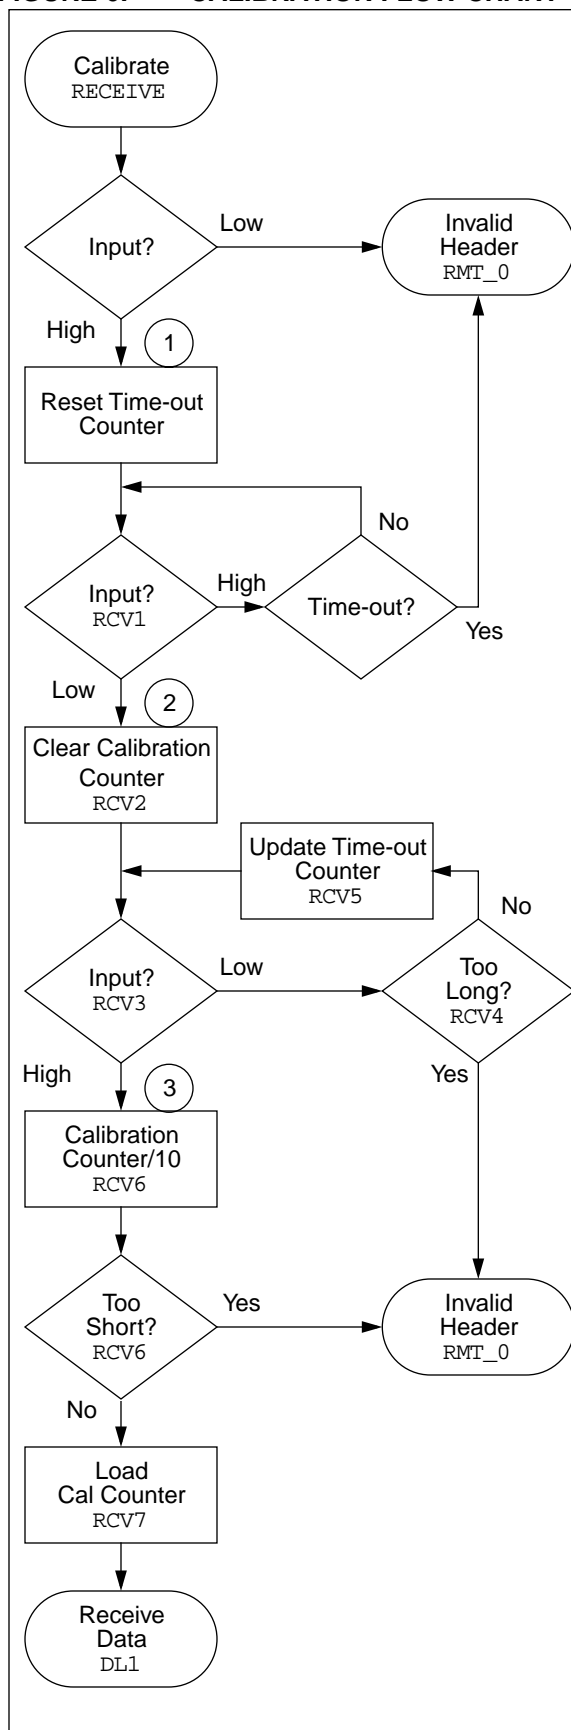 Calibrate
RECEIVE
Input?
Low
Invalid
Header
RMT_0
High
1
Reset Time-out
Counter
No
Input?
RCV1
High
Time-out?
Yes
Low
2
Clear Calibration
Counter
RCV2
Update Time-out
Counter
RCV5
No
Input?
RCV3
Low
Too
Long?
RCV4
High
Yes
3
Calibration
Counter/10
RCV6
Too
Short?
RCV6
Yes
Invalid
Header
RMT_0
No
Load
Cal Counter
RCV7
Receive
Data
DL1